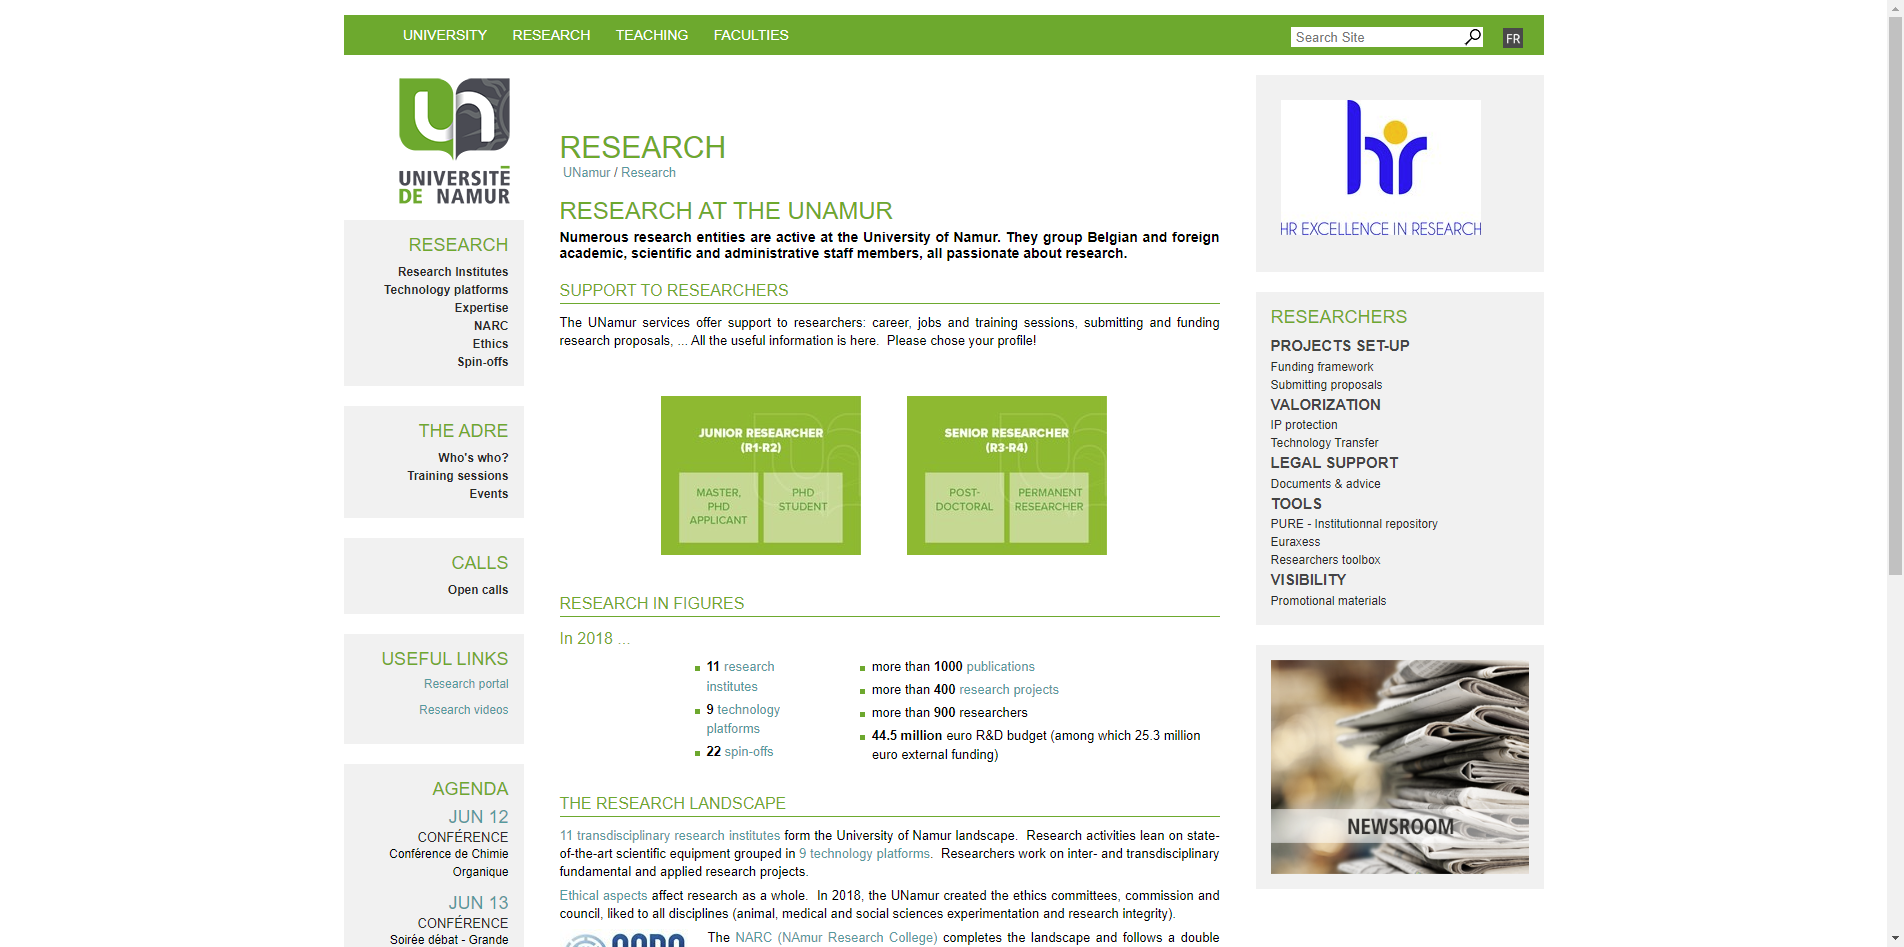 UNIVERSITY RESEARCH TEACHING FACULTIES
Search Site
FR
UNIVERSITÉ
DE NAMUR
RESEARCH
Research Institutes
Technology platforms
Expertise
NARC
Ethics
Spin-offs
THE ADRE
Who's who?
Training sessions
Events
CALLS
Open calls
USEFUL LINKS
Research portal
Research videos
AGENDA
JUN 12
CONFÉRENCE
Conférence de Chimie
Organique
JUN 13
CONFÉRENCE
Soirée débat - Grande
RESEARCH
UNamur / Research
RESEARCH AT THE UNAMUR
Numerous research entities are active at the University of Namur. They group Belgian and foreign
academic, scientific and administrative staff members, all passionate about research.
SUPPORT TO RESEARCHERS
The UNamur services offer support to researchers: career, jobs and training sessions, submitting and funding
research proposals, ... All the useful information is here. Please chose your profile!
JUNIOR RESEARCHER
(R1-R2)
MASTER,
PHD
APPLICANT
PHD
STUDENT
SENIOR RESEARCHER
(R3-R4)
POST-
DOCTORAL
PERMANENT
RESEARCHER
RESEARCH IN FIGURES
In 2018 ...
11 research
institutes
9 technology
platforms
22 spin-offs
more than 1000 publications
more than 400 research projects
more than 900 researchers
44.5 million euro R&D budget (among which 25.3 million
euro external funding)
THE RESEARCH LANDSCAPE
11 transdisciplinary research institutes form the University of Namur landscape. Research activities lean on state-
of-the-art scientific equipment grouped in 9 technology platforms. Researchers work on inter- and transdisciplinary
fundamental and applied research projects.
Ethical aspects affect research as a whole. In 2018, the UNamur created the ethics committees, commission and
council, liked to all disciplines (animal, medical and social sciences experimentation and research integrity).
The NARC (NAmur Research College) completes the landscape and follows a double
hr
HR EXCELLENCE IN RESEARCH
RESEARCHERS
PROJECTS SET-UP
Funding framework
Submitting proposals
VALORIZATION
IP protection
Technology Transfer
LEGAL SUPPORT
Documents & advice
TOOLS
PURE - Institutionnal repository
Euraxess
Researchers toolbox
VISIBILITY
Promotional materials
NEWSROOM